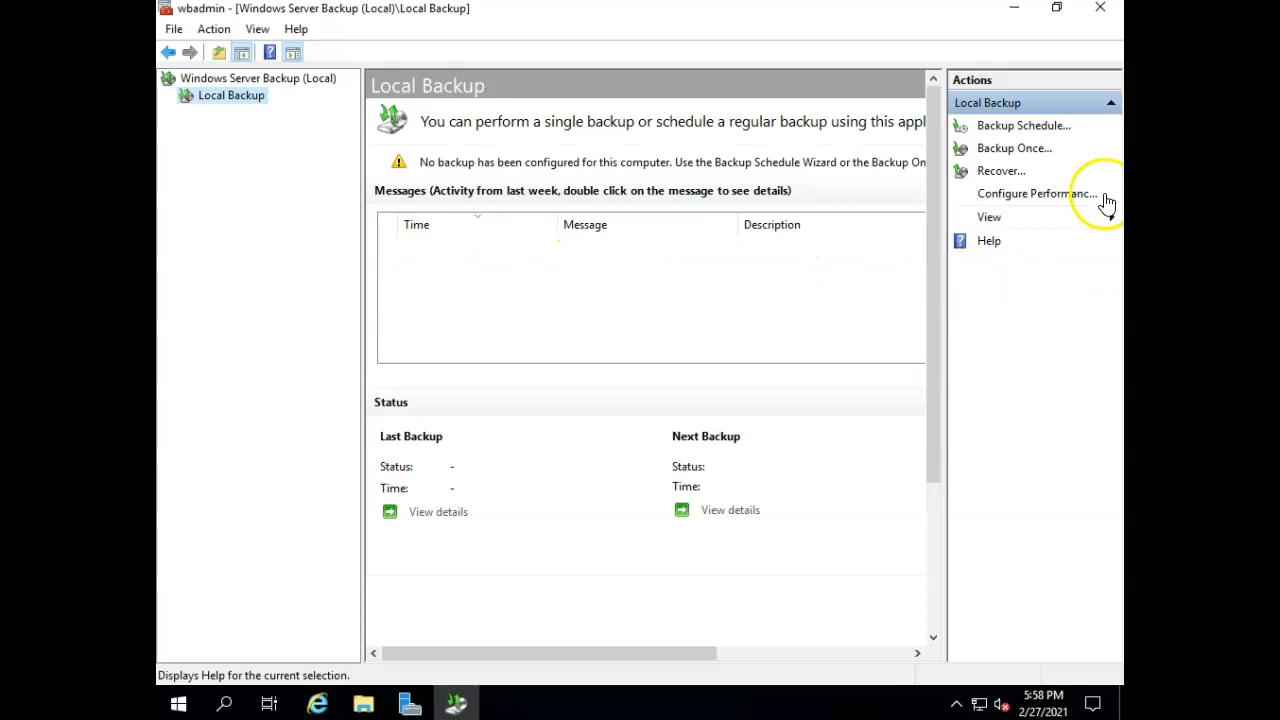 wbadmin - [Windows Server Backup (Local)\Local Backup]
File Action View Help
Windows Server Backup (Local)
Local Backup
Local Backup
You can perform a single backup or schedule a regular backup using this appl
No backup has been configured for this computer. Use the Backup Schedule Wizard or the Backup On
Messages (Activity from last week, double click on the message to see details)
Time Message Description
Status
Last Backup
Status: -
Time: -
View details
Next Backup
Status:
Time:
View details
Actions
Local Backup
Backup Schedule...
Backup Once...
Recover...
Configure Performanc...
View
Help
Displays Help for the current selection.
5:58 PM
2/27/2021